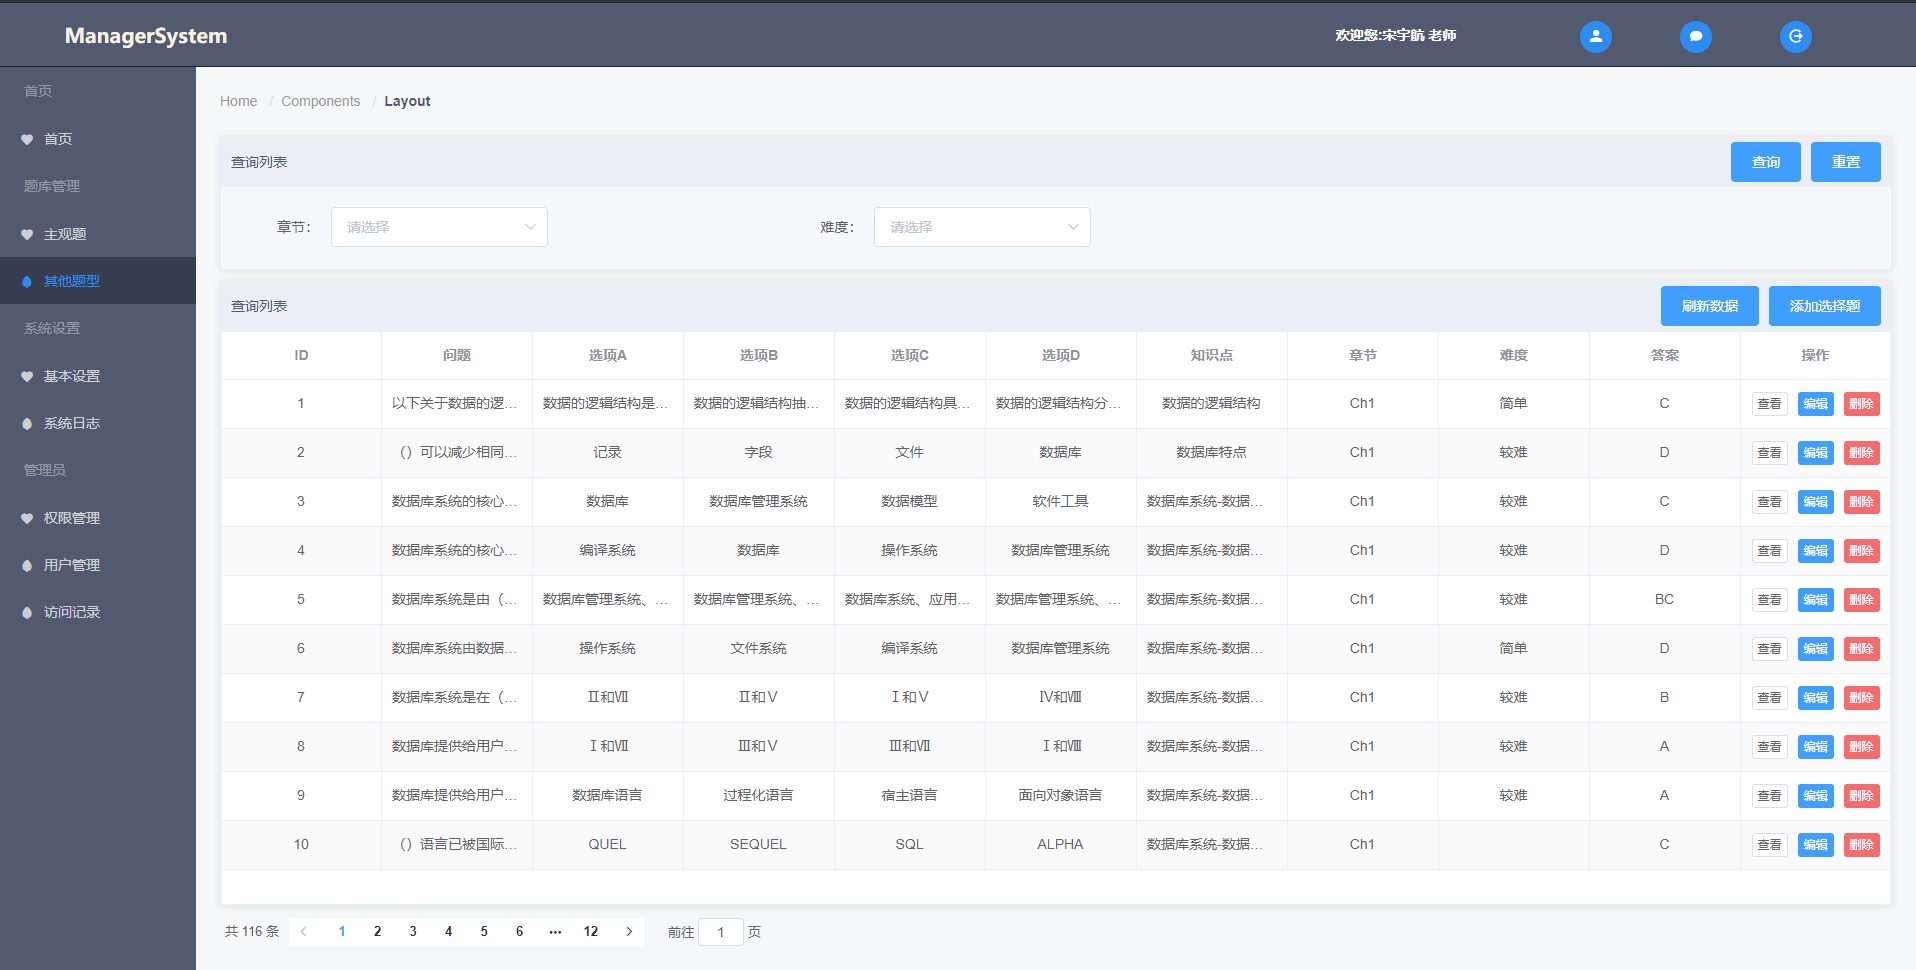 ManagerSystem
欢迎您:宋宇航 老师
首页
首页
题库管理
主观题
其他题型
系统设置
基本设置
系统日志
管理员
权限管理
用户管理
访问记录
Home / Components / Layout
查询列表 查询 重置
章节： 请选择 难度： 请选择
查询列表 刷新数据 添加选择题
ID 问题 选项A 选项B 选项C 选项D 知识点 章节 难度 答案 操作
1 以下关于数据的逻... 数据的逻辑结构是... 数据的逻辑结构抽... 数据的逻辑结构具... 数据的逻辑结构分... 数据的逻辑结构 Ch1 简单 C 查看 编辑 删除
2 （）可以减少相同... 记录 字段 文件 数据库 数据库特点 Ch1 较难 D 查看 编辑 删除
3 数据库系统的核心... 数据库 数据库管理系统 数据模型 软件工具 数据库系统-数据... Ch1 较难 C 查看 编辑 删除
4 数据库系统的核心... 编译系统 数据库 操作系统 数据库管理系统 数据库系统-数据... Ch1 较难 D 查看 编辑 删除
5 数据库系统是由（... 数据库管理系统、... 数据库管理系统、... 数据库系统、应用... 数据库管理系统、... 数据库系统-数据... Ch1 较难 BC 查看 编辑 删除
6 数据库系统由数据... 操作系统 文件系统 编译系统 数据库管理系统 数据库系统-数据... Ch1 简单 D 查看 编辑 删除
7 数据库系统是在（... Ⅱ和Ⅶ Ⅱ和Ⅴ Ⅰ和Ⅴ Ⅳ和Ⅷ 数据库系统-数据... Ch1 较难 B 查看 编辑 删除
8 数据库提供给用户... Ⅰ和Ⅶ Ⅲ和Ⅴ Ⅲ和Ⅶ Ⅰ和Ⅷ 数据库系统-数据... Ch1 较难 A 查看 编辑 删除
9 数据库提供给用户... 数据库语言 过程化语言 宿主语言 面向对象语言 数据库系统-数据... Ch1 较难 A 查看 编辑 删除
10 （）语言已被国际... QUEL SEQUEL SQL ALPHA 数据库系统-数据... Ch1 C 查看 编辑 删除
共 116 条 1 2 3 4 5 6 ... 12 前往 1 页